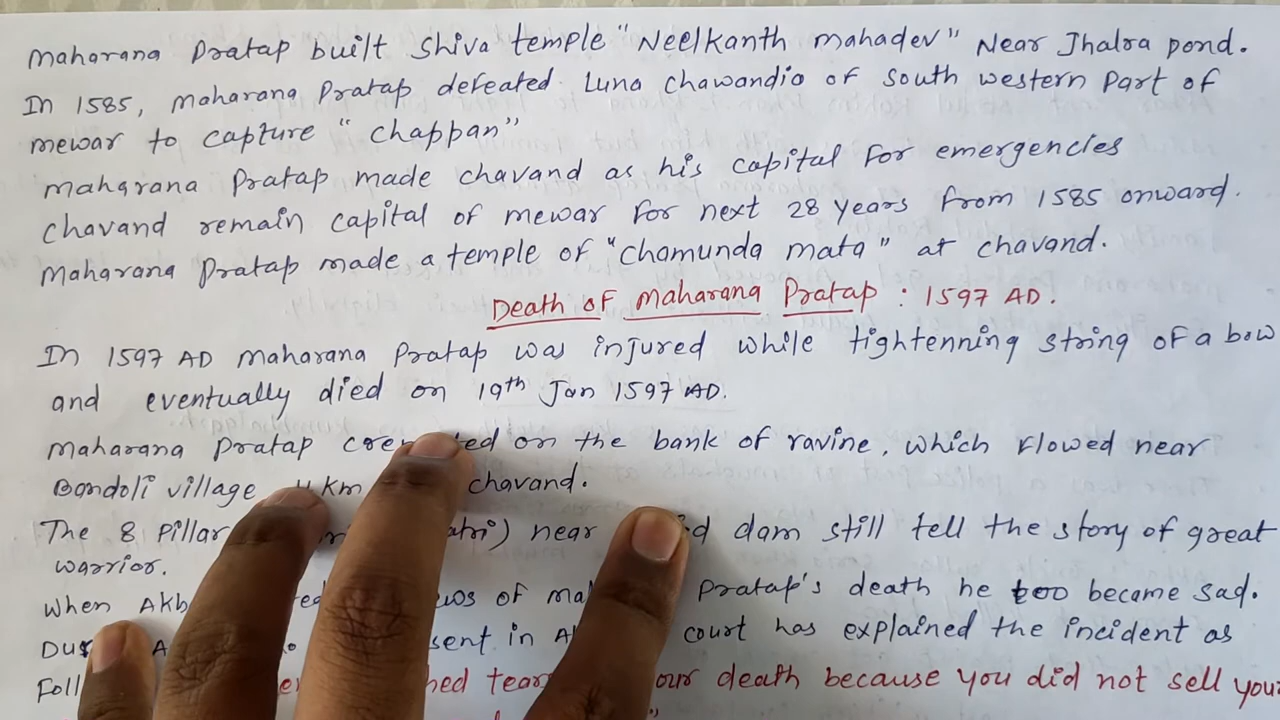 Maharana Pratap built Shiva temple "Neelkanth mahadev" Near Jhalra pond.
In 1585, Maharana Pratap defeated Luna Chawandia of South western part of
mewar to capture "Chappan"
Maharana Pratap made chavand as his capital for emergencies
chavand remain capital of mewar for next 28 years from 1585 onward.
Maharana Pratap made a temple of "Chamunda mata" at chavand.
Death of Maharana Pratap : 1597 AD.
In 1597 AD Maharana Pratap was injured while tightenning string of a bow
and eventually died on 19th Jan 1597 AD.
Maharana Pratap on the bank of ravine, which flowed near
Bandoli village km chavand.
The 8 Pillar near dam still tell the story of great
warrior.
When of Pratap's death he too became sad.
in court has explained the incident as
death because you did not sell